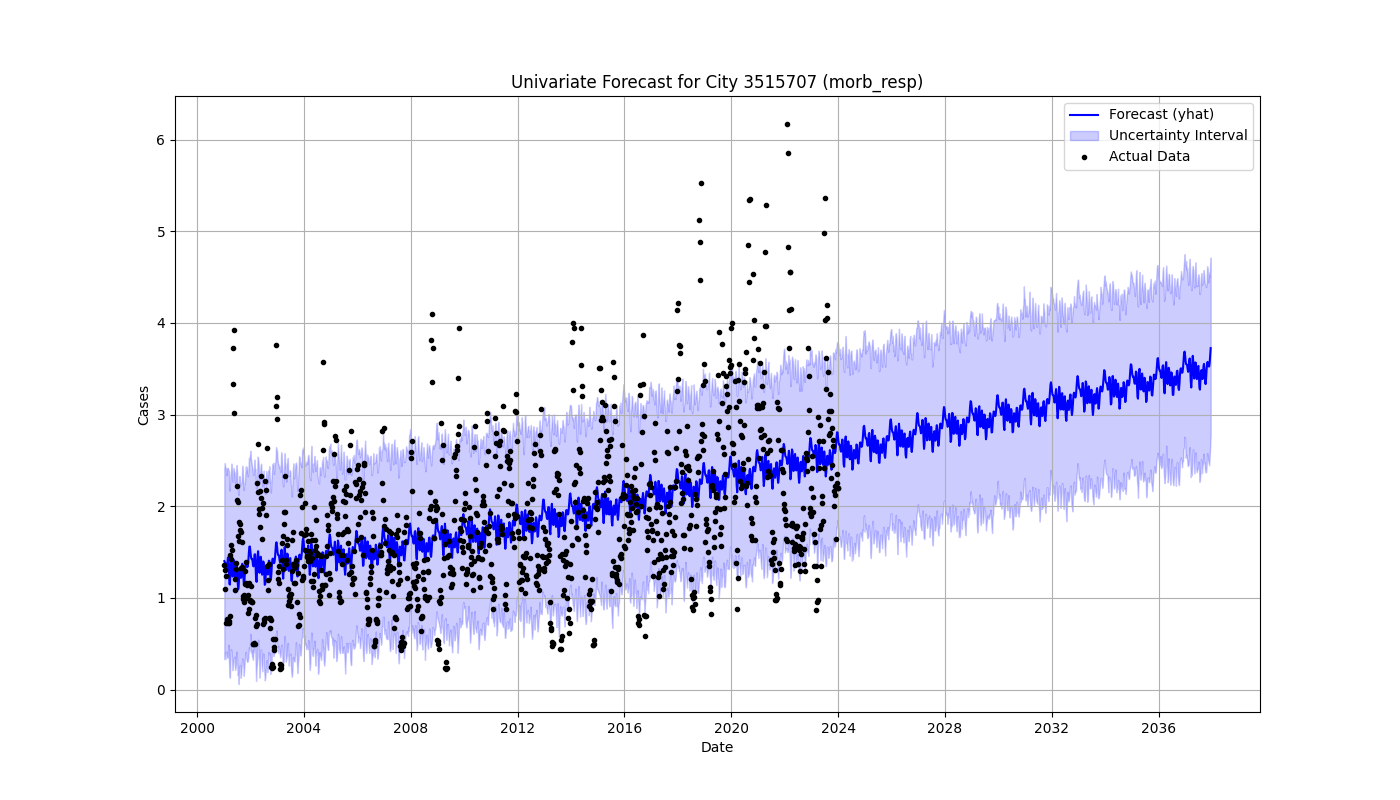 Univariate Forecast for City 3515707 (morb_resp)
Forecast (yhat)
Uncertainty Interval
Actual Data
6
5
4
3
2
1
0
Cases
2000 2004 2008 2012 2016 2020 2024 2028 2032 2036
Date